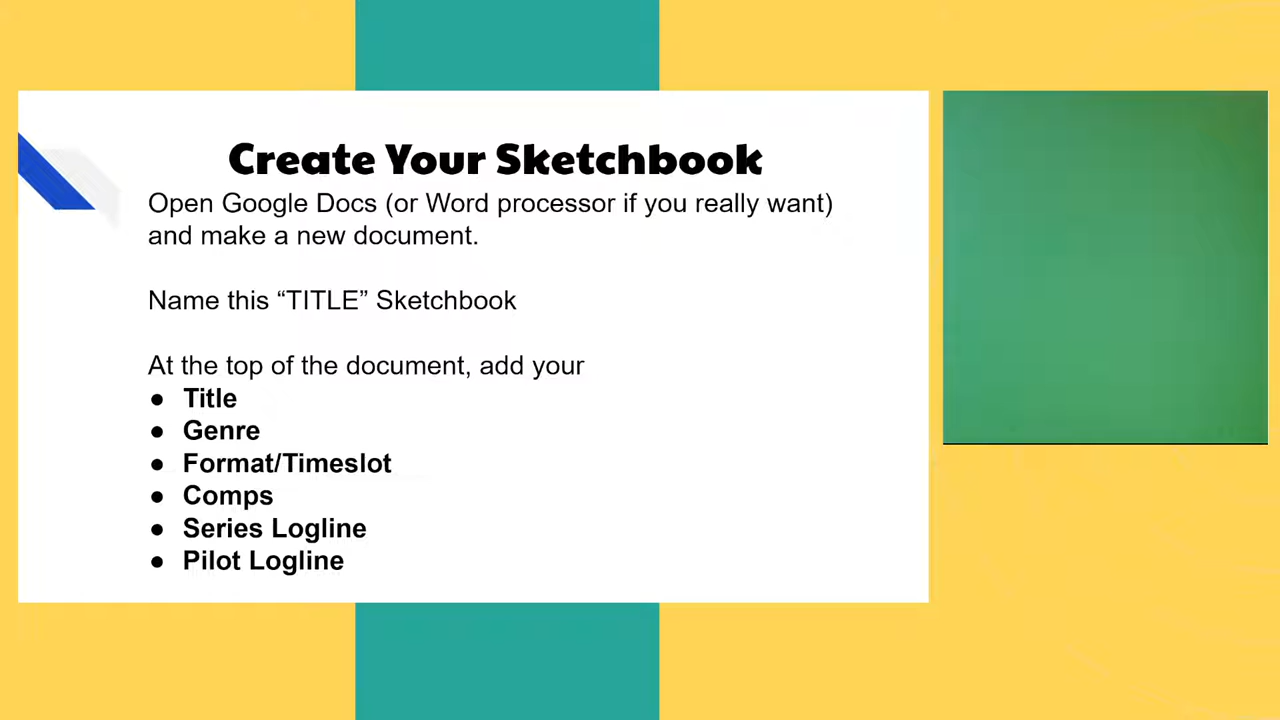 Create Your Sketchbook
Open Google Docs (or Word processor if you really want)
and make a new document.
Name this “TITLE” Sketchbook
At the top of the document, add your
● Title
● Genre
● Format/Timeslot
● Comps
● Series Logline
● Pilot Logline